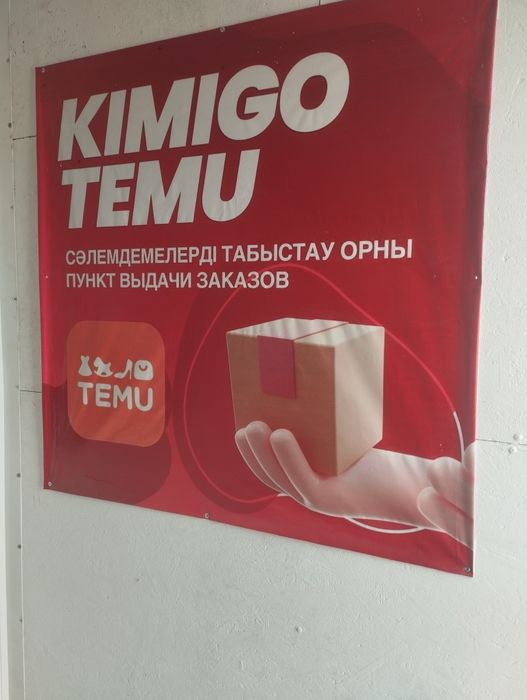 KIMIGO
TEMU
СӘЛЕМДЕМЕЛЕРДІ ТАБЫСТАУ ОРНЫ
ПУНКТ ВЫДАЧИ ЗАКАЗОВ
TEMU